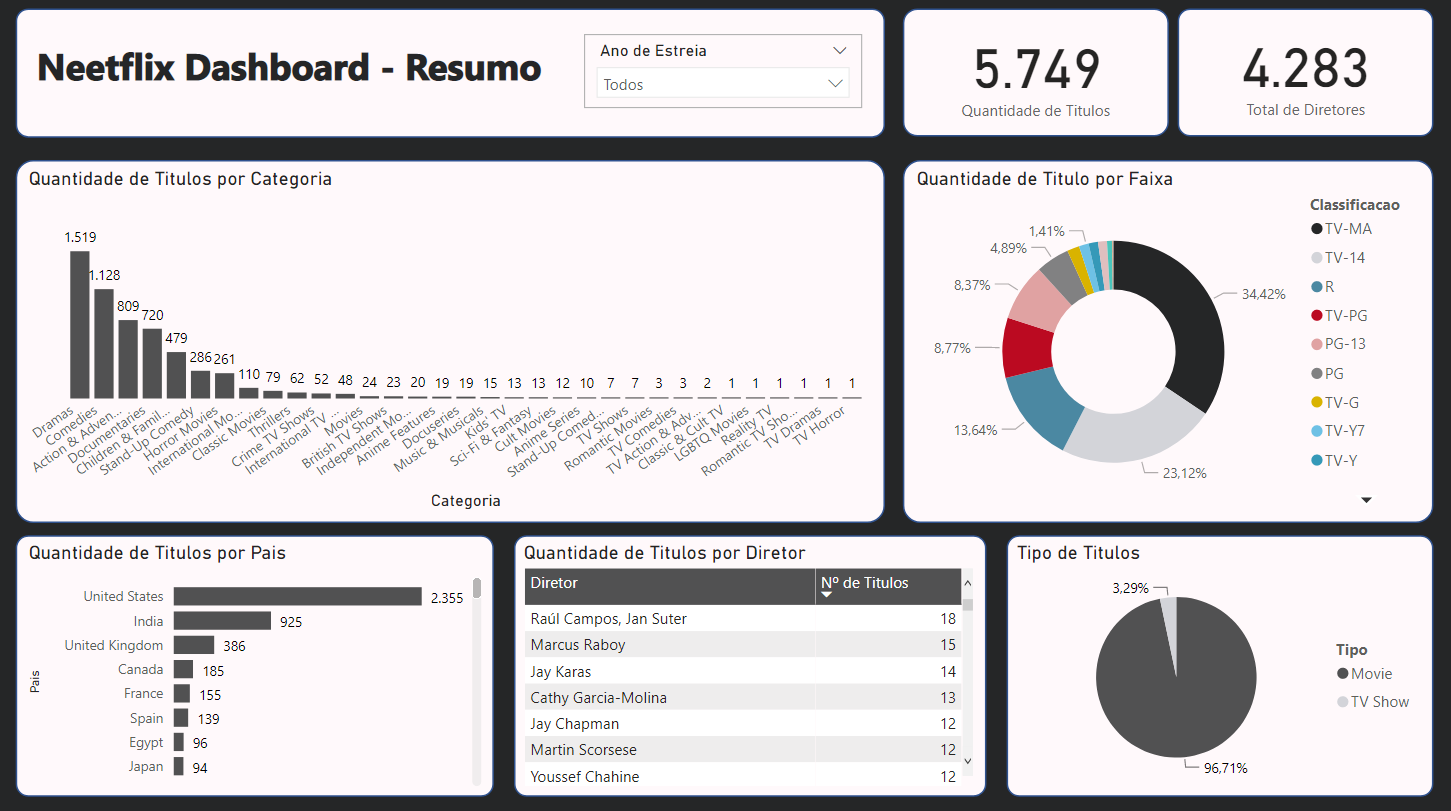 Neetflix Dashboard - Resumo
Ano de Estreia
Todos
5.749
Quantidade de Titulos
4.283
Total de Diretores
Quantidade de Titulos por Categoria
1.519
1.128
809
720
479
286
261
110
79
62
52
48
24
23
20
19
19
15
13
13
12
10
7
7
3
3
2
1
1
1
1
1
1
Dramas
Comedies
Action & Adven...
Documentaries
Children & Famil...
Stand-Up Comedy
Horror Movies
International Mo...
Classic Movies
Thrillers
Crime TV Shows
International TV ...
Movies
British TV Shows
Independent Mo...
Anime Features
Docuseries
Music & Musicals
Kids TV
Sci-Fi & Fantasy
Cult Movies
Anime Series
Stand-Up Comed...
TV Shows
Romantic Movies
TV Comedies
TV Action & Adv...
Classic & Cult TV
LGBTQ Movies
Reality TV
Romantic TV Sho...
TV Dramas
TV Horror
Categoria
Quantidade de Titulo por Faixa
1,41%
4,89%
8,37%
8,77%
13,64%
23,12%
34,42%
Classificacao
TV-MA
TV-14
R
TV-PG
PG-13
PG
TV-G
TV-Y7
TV-Y
Quantidade de Titulos por Pais
Pais
United States 2.355
India 925
United Kingdom 386
Canada 185
France 155
Spain 139
Egypt 96
Japan 94
Quantidade de Titulos por Diretor
Diretor Nº de Titulos
Raúl Campos, Jan Suter 18
Marcus Raboy 15
Jay Karas 14
Cathy Garcia-Molina 13
Jay Chapman 12
Martin Scorsese 12
Youssef Chahine 12
Tipo de Titulos
3,29%
96,71%
Tipo
Movie
TV Show